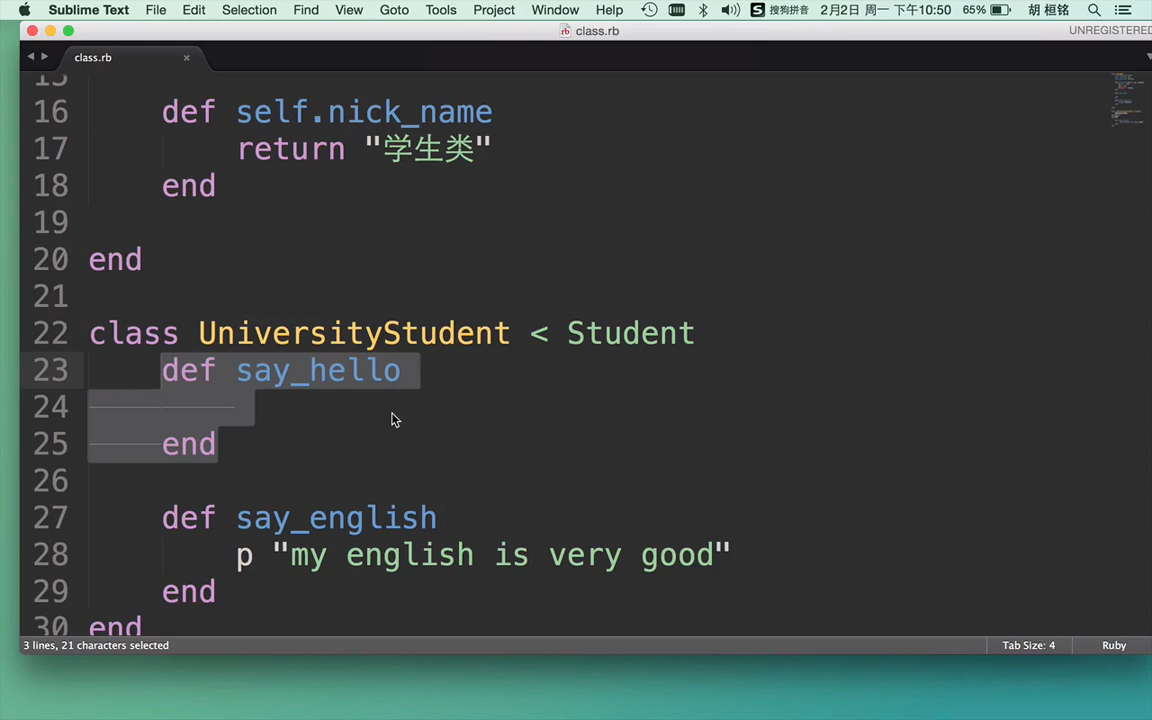 Sublime Text File Edit Selection Find View Goto Tools Project Window Help 搜狗拼音 2月2日 周一 下午10:50 65% 胡 桓铭
class.rb UNREGISTERED
class.rb
15
16 def self.nick_name
17 return "学生类"
18 end
19
20 end
21
22 class UniversityStudent < Student
23 def say_hello
24
25 end
26
27 def say_english
28 p "my english is very good"
29 end
30 end
3 lines, 21 characters selected Tab Size: 4 Ruby